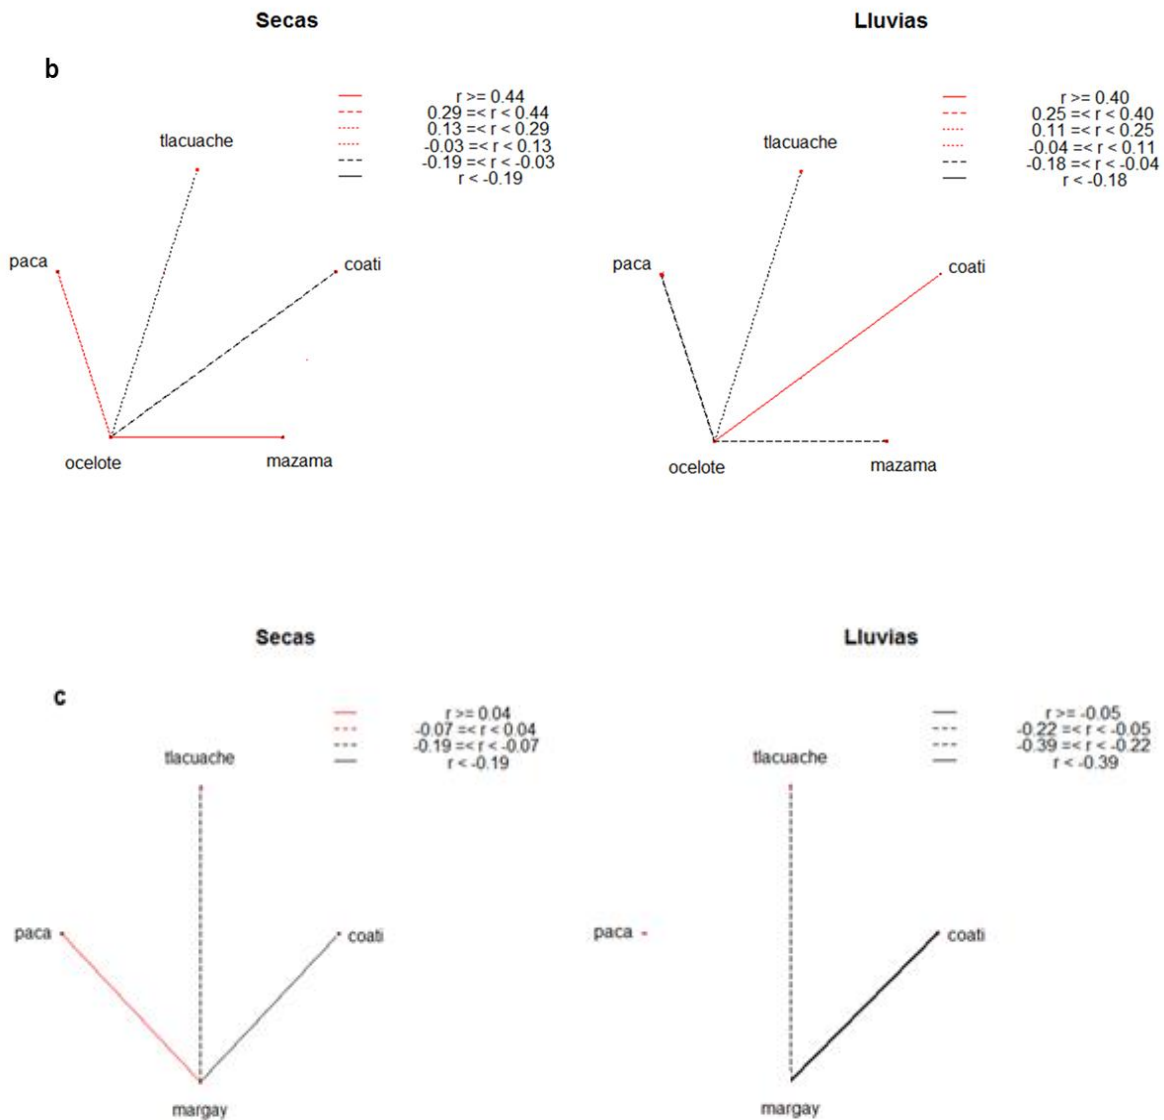 Secas
b
r >= 0.44
0.29 =< r < 0.44
0.13 =< r < 0.29
-0.03 =< r < 0.13
-0.19 =< r < -0.03
r < -0.19
tlacuache
paca
coati
ocelote
mazama
Lluvias
r >= 0.40
0.25 =< r < 0.40
0.11 =< r < 0.25
-0.04 =< r < 0.11
-0.18 =< r < -0.04
r < -0.18
tlacuache
paca
coati
ocelote
mazama
Secas
c
r >= 0.04
-0.07 =< r < 0.04
-0.19 =< r < -0.07
r < -0.19
tlacuache
paca
coati
margay
Lluvias
r >= -0.05
-0.22 =< r < -0.05
-0.39 =< r < -0.22
r < -0.39
tlacuache
paca
coati
margay